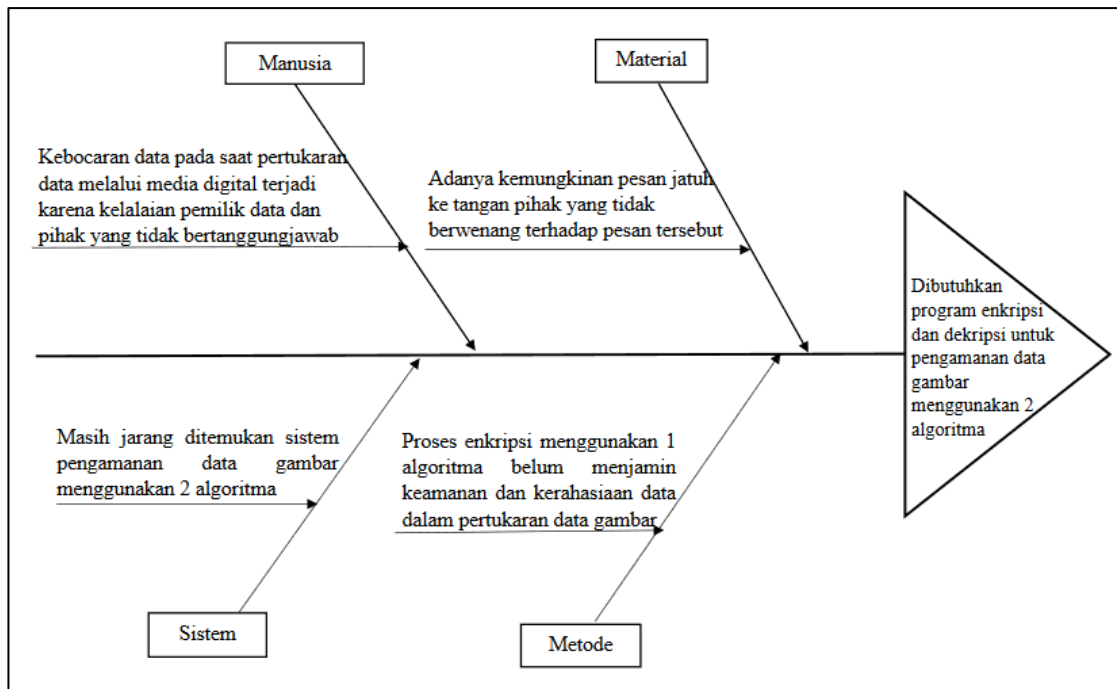 Manusia
Material
Kebocaran data pada saat pertukaran
data melalui media digital terjadi
karena kelalaian pemilik data dan
pihak yang tidak bertanggungjawab
Adanya kemungkinan pesan jatuh
ke tangan pihak yang tidak
berwenang terhadap pesan tersebut
Dibutuhkan
program enkripsi
dan dekripsi untuk
pengamanan data
gambar
menggunakan 2
algoritma
Masih jarang ditemukan sistem
pengamanan data gambar
menggunakan 2 algoritma
Proses enkripsi menggunakan 1
algoritma belum menjamin
keamanan dan kerahasiaan data
dalam pertukaran data gambar
Sistem
Metode